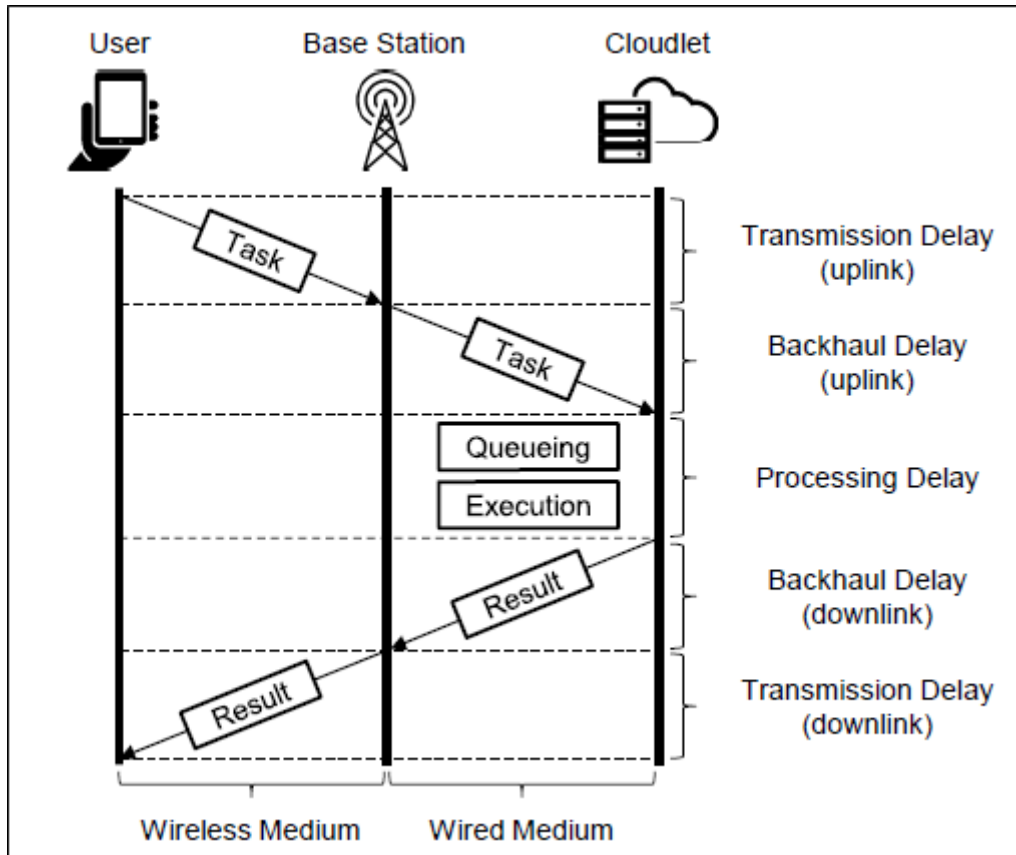 User
Base Station
Cloudlet
Task
Transmission Delay
(uplink)
Task
Backhaul Delay
(uplink)
Queueing
Execution
Processing Delay
Result
Backhaul Delay
(downlink)
Result
Transmission Delay
(downlink)
Wireless Medium
Wired Medium